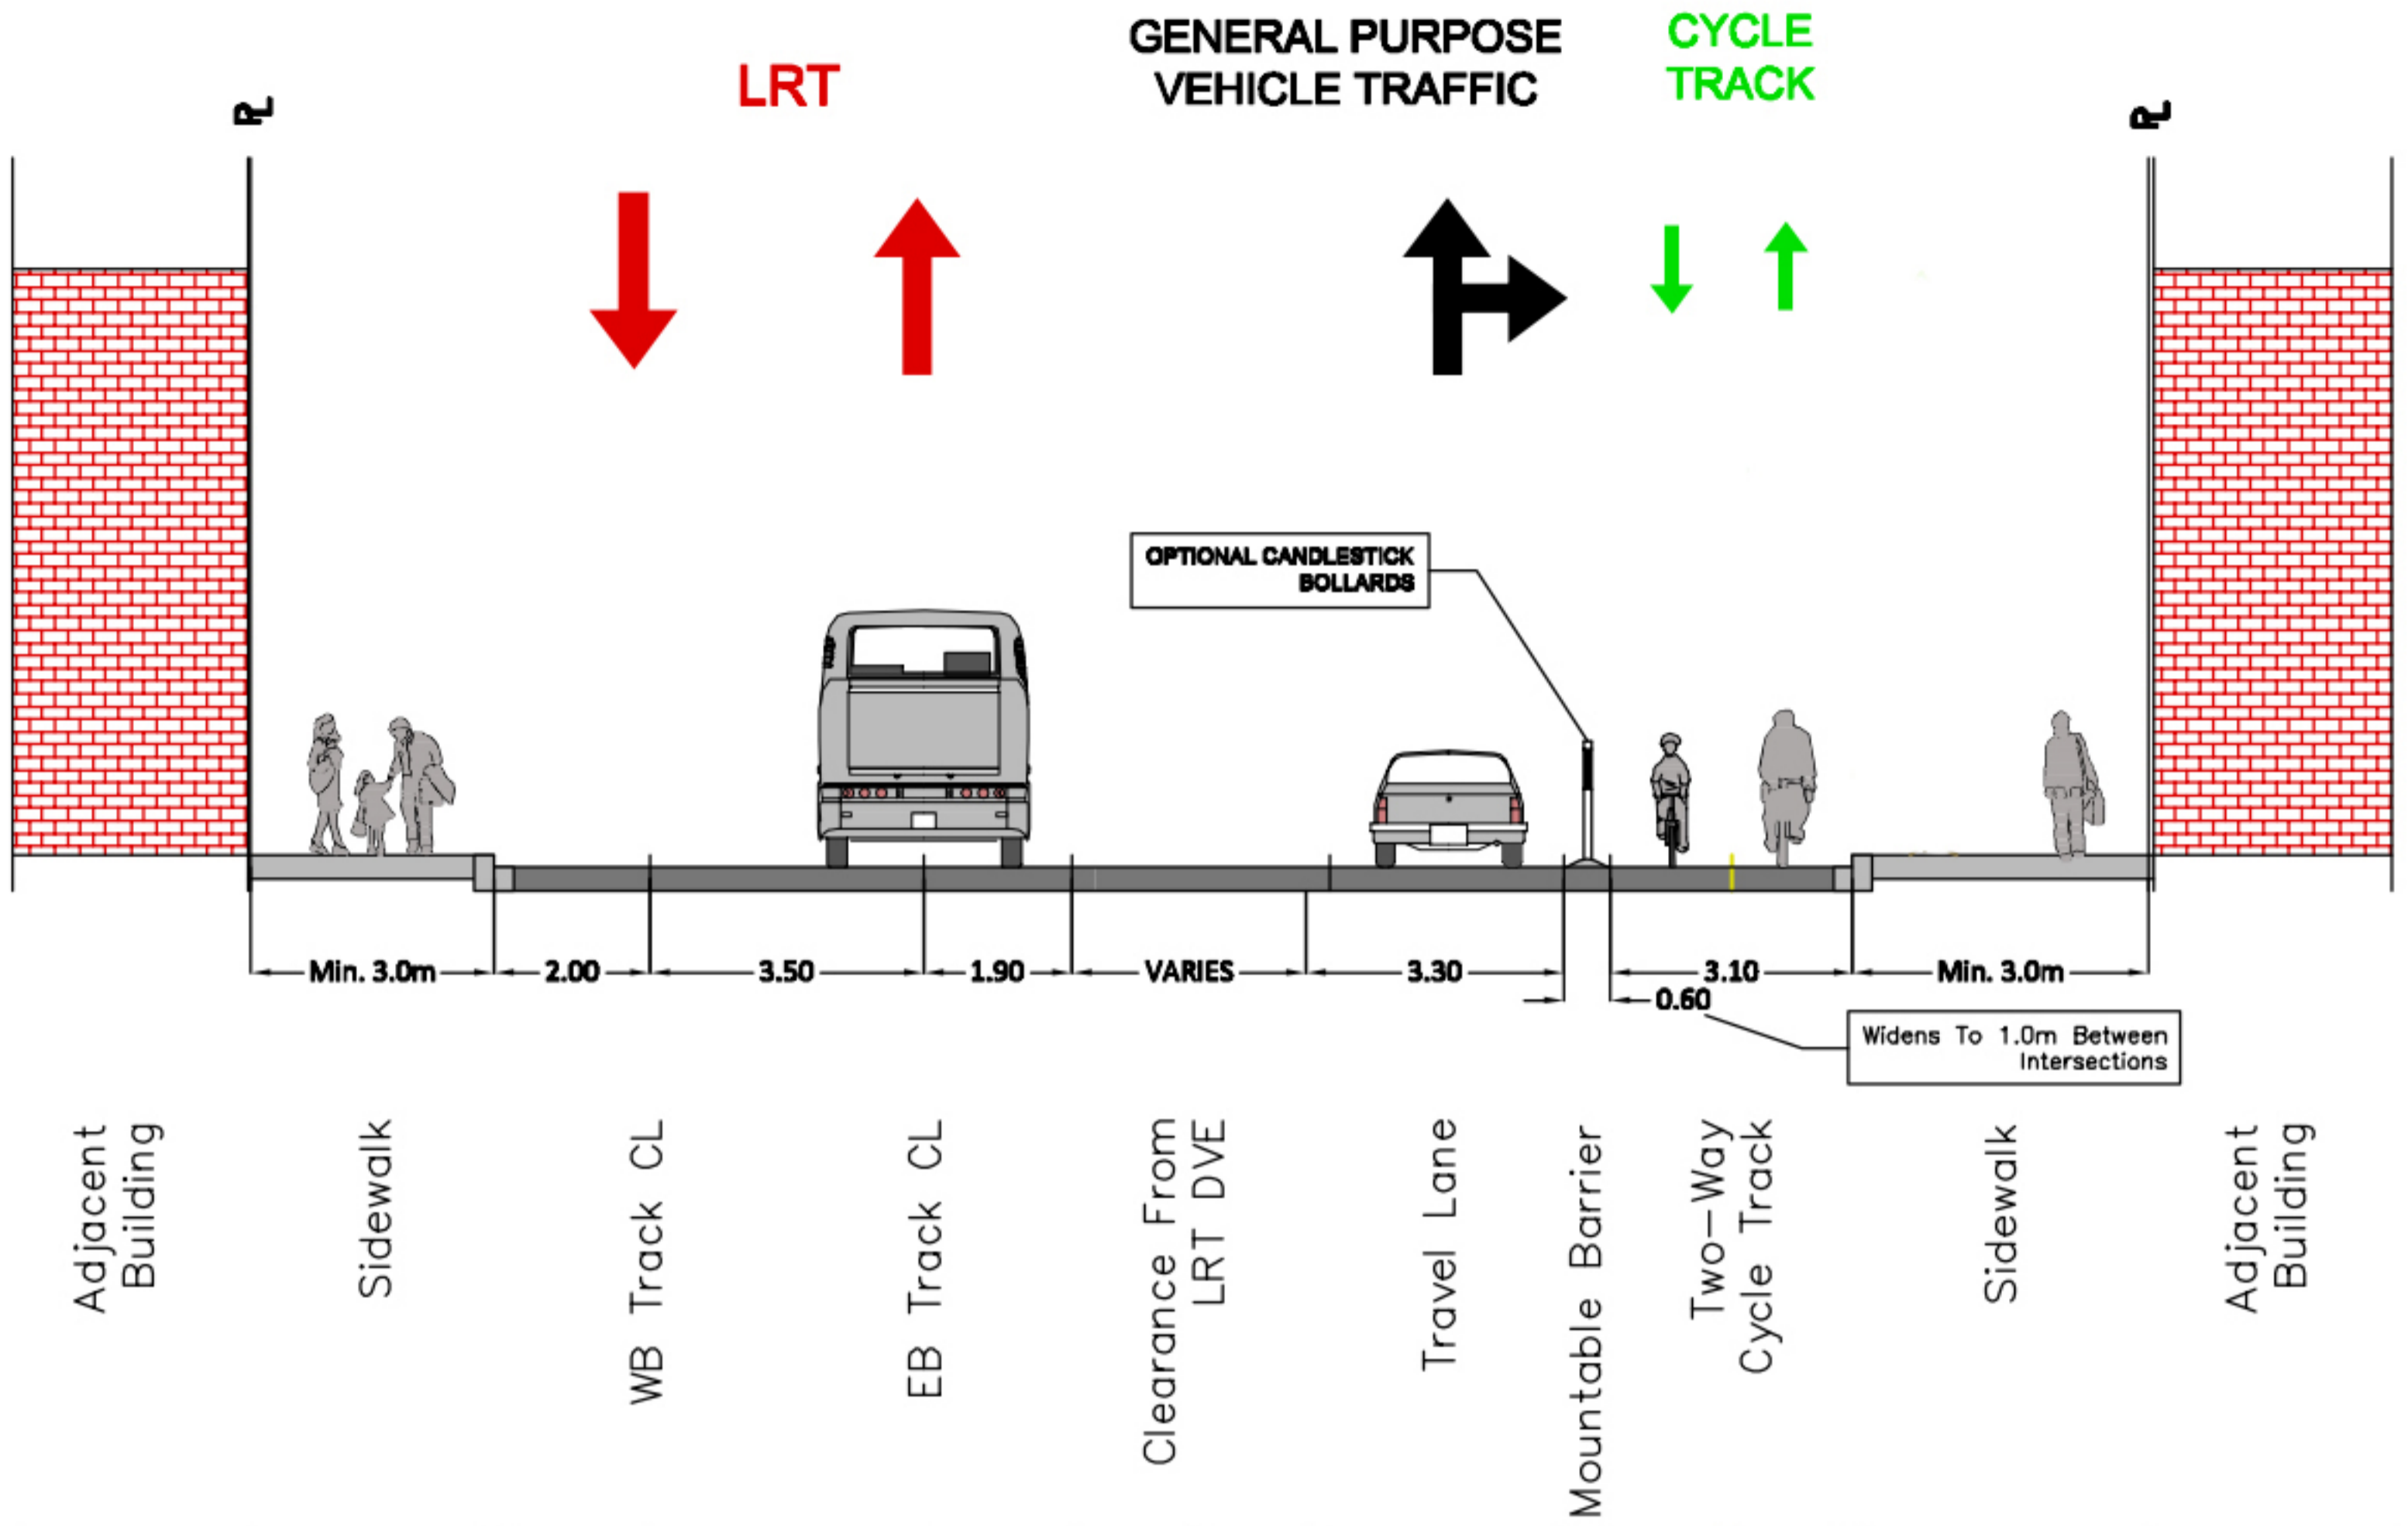 GENERAL PURPOSE
VEHICLE TRAFFIC
CYCLE
TRACK
LRT
PL
PL
OPTIONAL CANDLESTICK
BOLLARDS
Min. 3.0m
2.00
3.50
1.90
VARIES
3.30
3.10
Min. 3.0m
0.60
Widens To 1.0m Between
Intersections
Adjacent
Building
Sidewalk
WB Track CL
EB Track CL
Clearance From
LRT DVE
Travel Lane
Mountable Barrier
Two-Way
Cycle Track
Sidewalk
Adjacent
Building